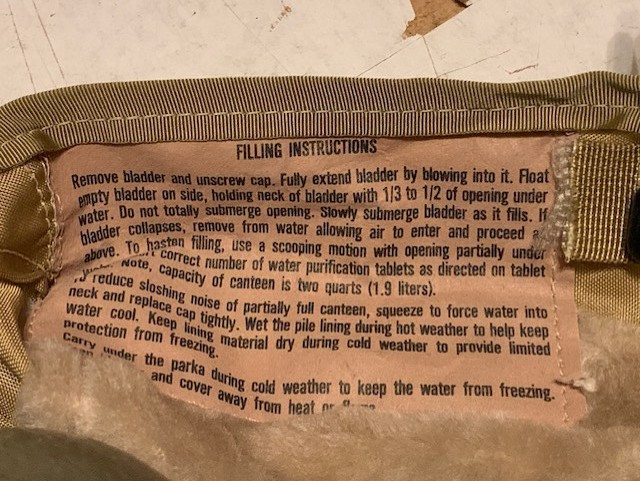 FILLING INSTRUCTIONS
Remove bladder and unscrew cap. Fully extend bladder by blowing into it. Float
empty bladder on side, holding neck of bladder with 1/3 to 1/2 of opening under
water. Do not totally submerge opening. Slowly submerge bladder as it fills. If
bladder collapses, remove from water allowing air to enter and proceed as
above. To hasten filling, use a scooping motion with opening partially under
correct number of water purification tablets as directed on tablet
Note, capacity of canteen is two quarts (1.9 liters).
To reduce sloshing noise of partially full canteen, squeeze to force water into
neck and replace cap tightly. Wet the pile lining during hot weather to help keep
water cool. Keep lining material dry during cold weather to provide limited
protection from freezing.
Carry under the parka during cold weather to keep the water from freezing.
and cover away from heat or flame